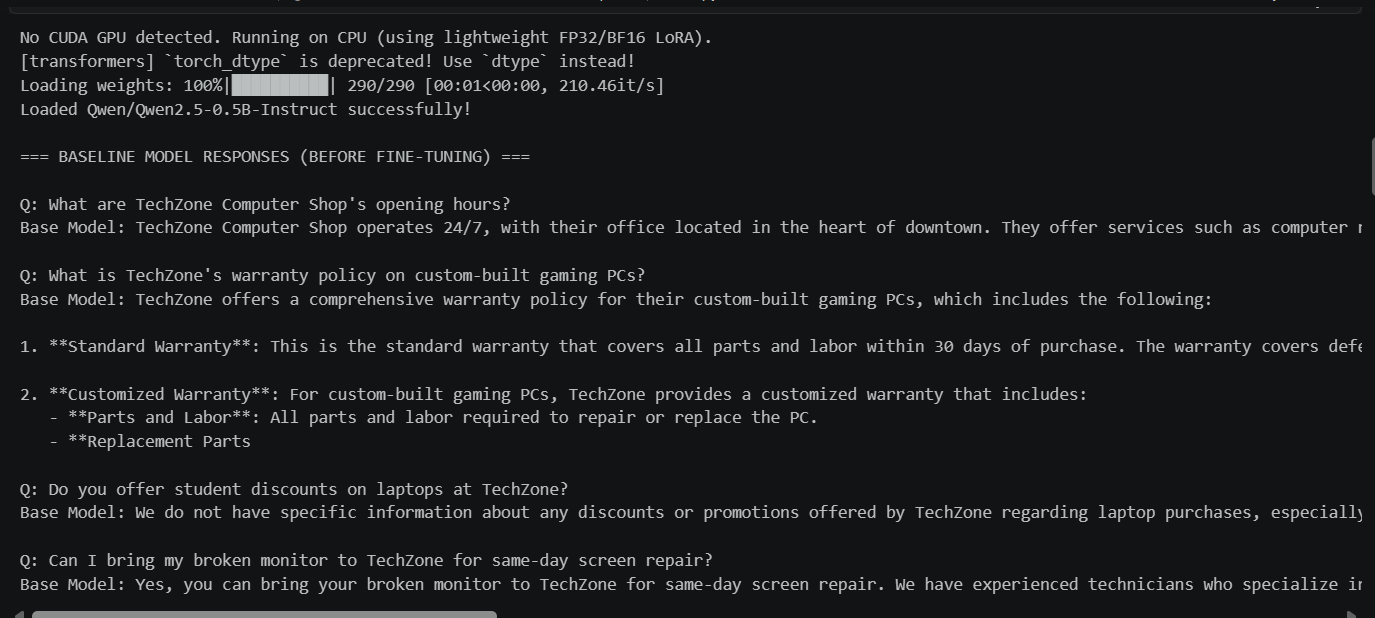 No CUDA GPU detected. Running on CPU (using lightweight FP32/BF16 LoRA).
[transformers] `torch_dtype` is deprecated! Use `dtype` instead!
Loading weights: 100%|██████████| 290/290 [00:01<00:00, 210.46it/s]
Loaded Qwen/Qwen2.5-0.5B-Instruct successfully!
=== BASELINE MODEL RESPONSES (BEFORE FINE-TUNING) ===
Q: What are TechZone Computer Shop's opening hours?
Base Model: TechZone Computer Shop operates 24/7, with their office located in the heart of downtown. They offer services such as computer
Q: What is TechZone's warranty policy on custom-built gaming PCs?
Base Model: TechZone offers a comprehensive warranty policy for their custom-built gaming PCs, which includes the following:
1. **Standard Warranty**: This is the standard warranty that covers all parts and labor within 30 days of purchase. The warranty covers
2. **Customized Warranty**: For custom-built gaming PCs, TechZone provides a customized warranty that includes:
- **Parts and Labor**: All parts and labor required to repair or replace the PC.
- **Replacement Parts
Q: Do you offer student discounts on laptops at TechZone?
Base Model: We do not have specific information about any discounts or promotions offered by TechZone regarding laptop purchases, especially
Q: Can I bring my broken monitor to TechZone for same-day screen repair?
Base Model: Yes, you can bring your broken monitor to TechZone for same-day screen repair. We have experienced technicians who specialize